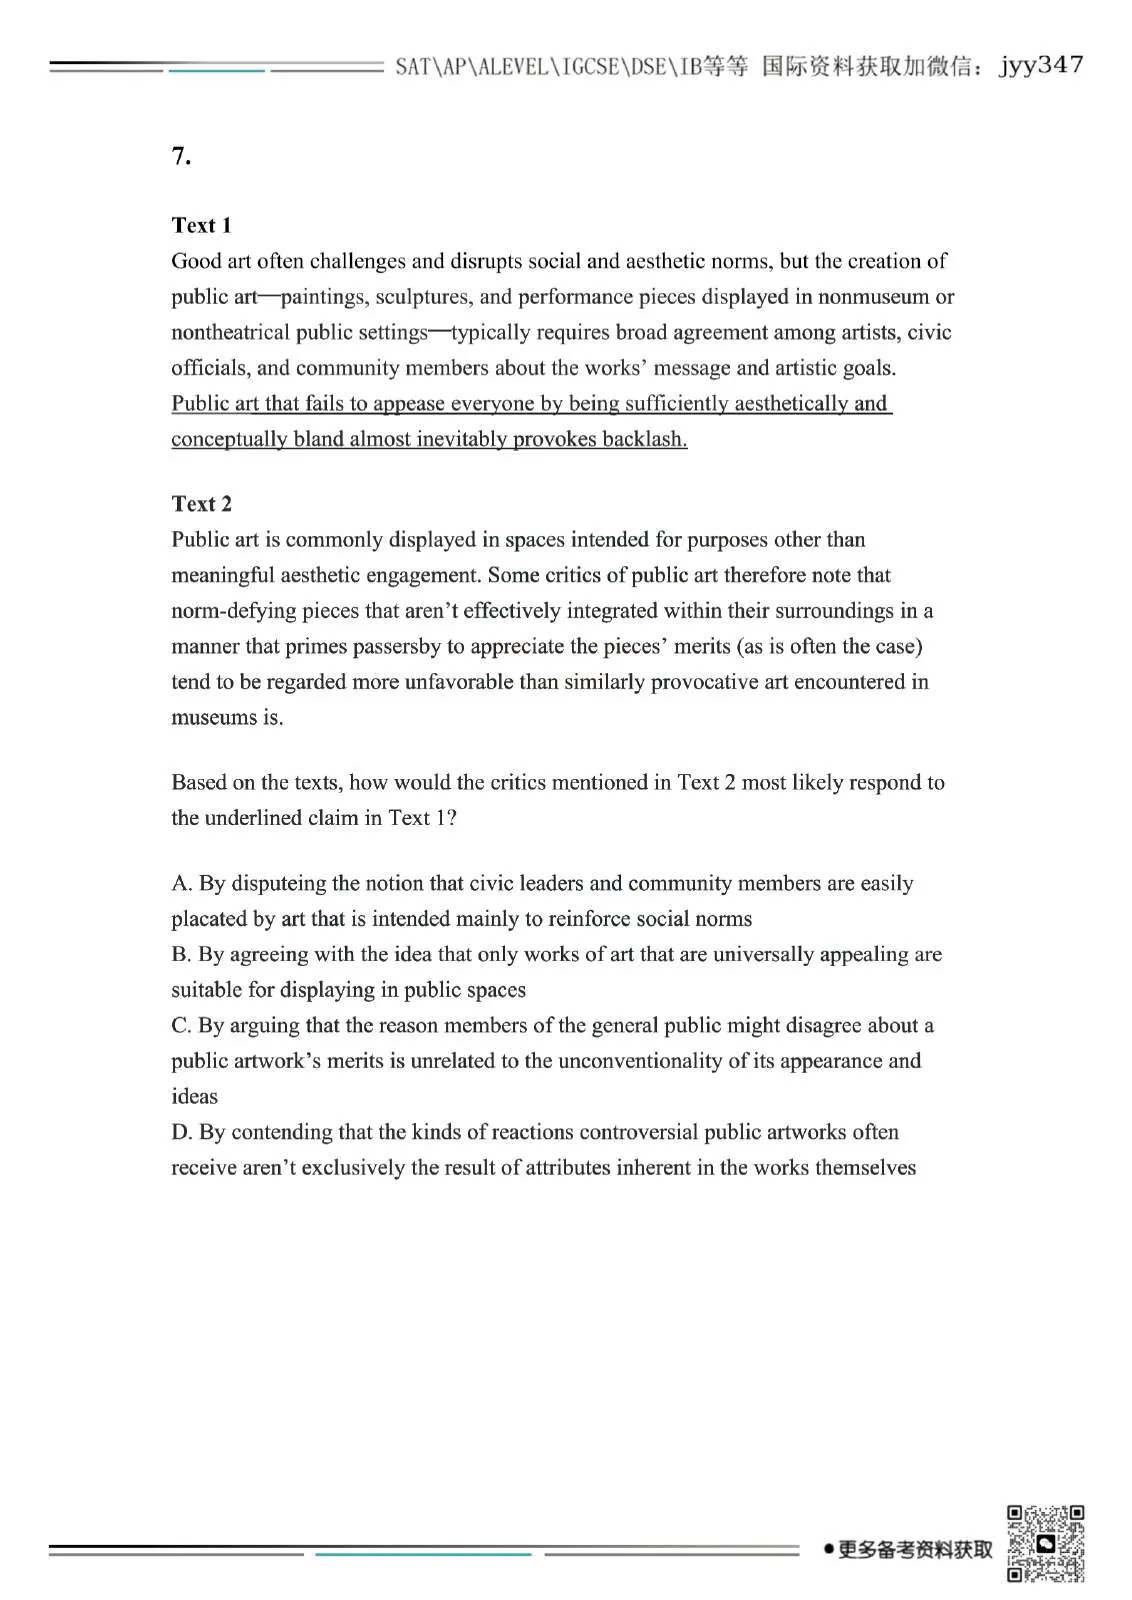 SAT\AP\ALEVEL\IGCSE\DSE\IB等等 国际资料获取加微信：jyy347
7.
Text 1
Good art often challenges and disrupts social and aesthetic norms, but the creation of
public art—paintings, sculptures, and performance pieces displayed in nonmuseum or
nontheatrical public settings—typically requires broad agreement among artists, civic
officials, and community members about the works’ message and artistic goals.
Public art that fails to appease everyone by being sufficiently aesthetically and
conceptually bland almost inevitably provokes backlash.
Text 2
Public art is commonly displayed in spaces intended for purposes other than
meaningful aesthetic engagement. Some critics of public art therefore note that
norm-defying pieces that aren’t effectively integrated within their surroundings in a
manner that primes passersby to appreciate the pieces’ merits (as is often the case)
tend to be regarded more unfavorable than similarly provocative art encountered in
museums is.
Based on the texts, how would the critics mentioned in Text 2 most likely respond to
the underlined claim in Text 1?
A. By disputeing the notion that civic leaders and community members are easily
placated by art that is intended mainly to reinforce social norms
B. By agreeing with the idea that only works of art that are universally appealing are
suitable for displaying in public spaces
C. By arguing that the reason members of the general public might disagree about a
public artwork’s merits is unrelated to the unconventionality of its appearance and
ideas
D. By contending that the kinds of reactions controversial public artworks often
receive aren’t exclusively the result of attributes inherent in the works themselves
●更多备考资料获取